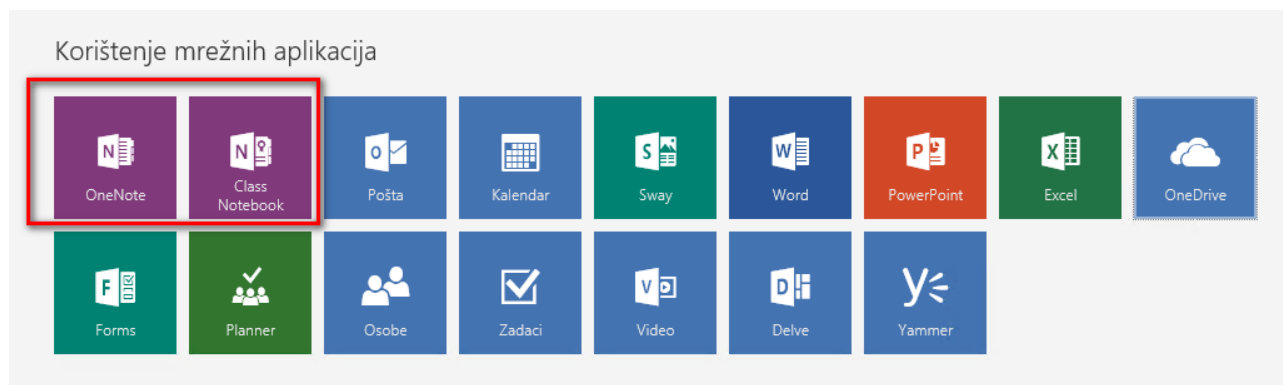 Korištenje mrežnih aplikacija
OneNote
Class
Notebook
Pošta
Kalendar
Sway
Word
PowerPoint
Excel
OneDrive
Forms
Planner
Osobe
Zadaci
Video
Delve
Yammer